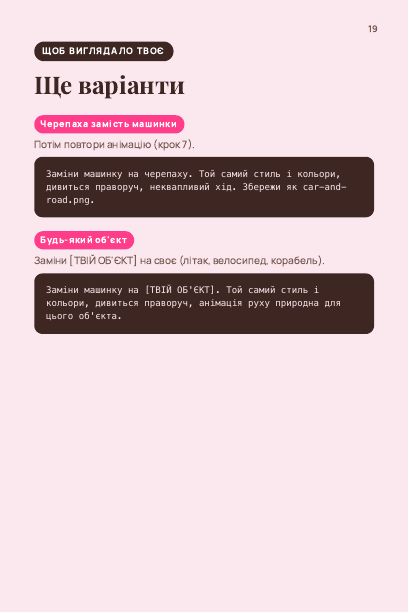 19
ЩОБ ВИГЛЯДАЛО ТВОЄ
Ще варіанти
Черепаха замість машинки
Потім повтори анімацію (крок 7).
Заміни машинку на черепаху. Той самий стиль і кольори,
дивиться праворуч, неквапливий хід. Збережи як car-and-
road.png.
Будь-який об'єкт
Заміни [ТВІЙ ОБ'ЄКТ] на своє (літак, велосипед, корабель).
Заміни машинку на [ТВІЙ ОБ'ЄКТ]. Той самий стиль і
кольори, дивиться праворуч, анімація руху природна для
цього об'єкта.